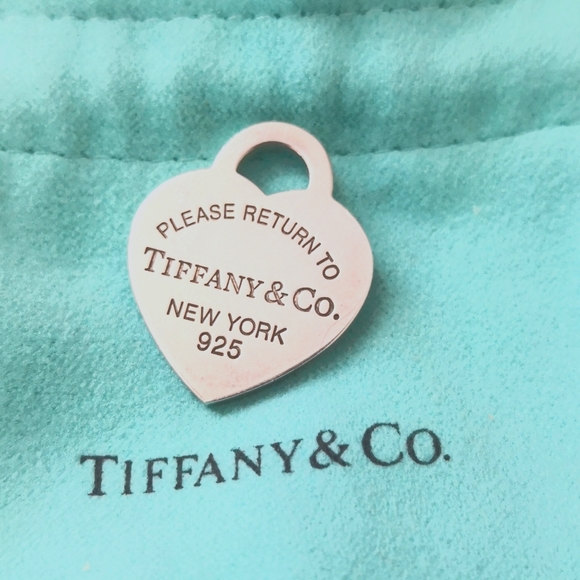 PLEASE RETURN TO
TIFFANY & CO.
NEW YORK
925
TIFFANY & CO.